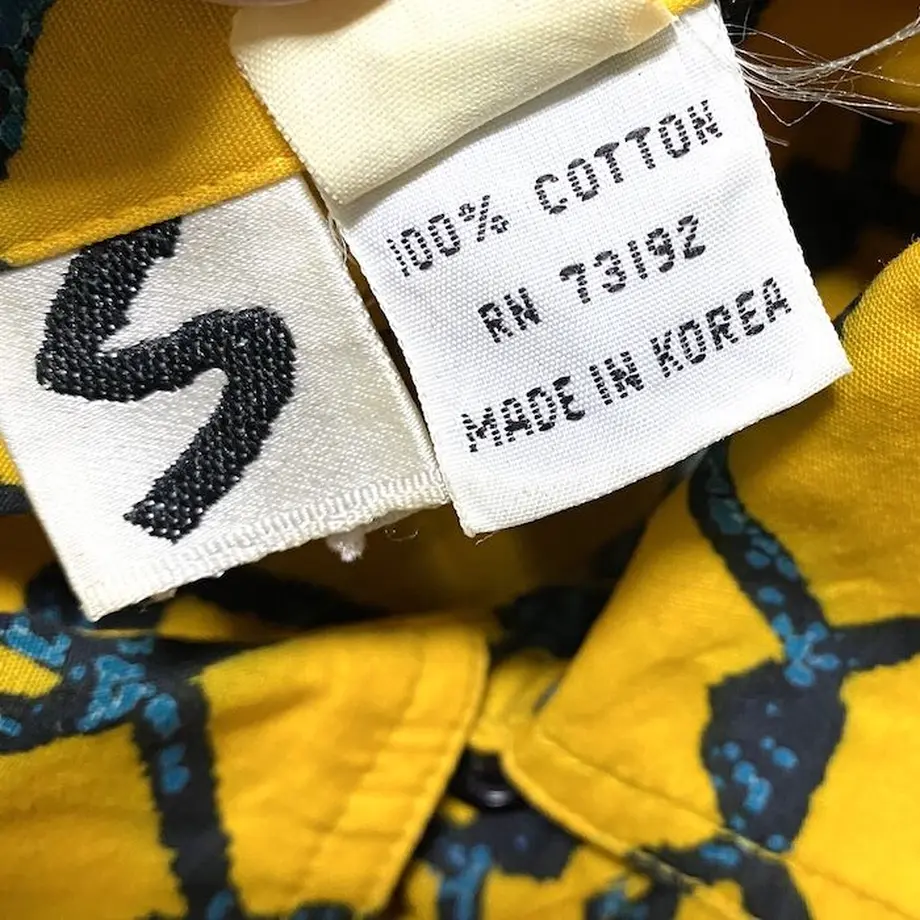 S
100% COTTON
RN 73192
MADE IN KOREA